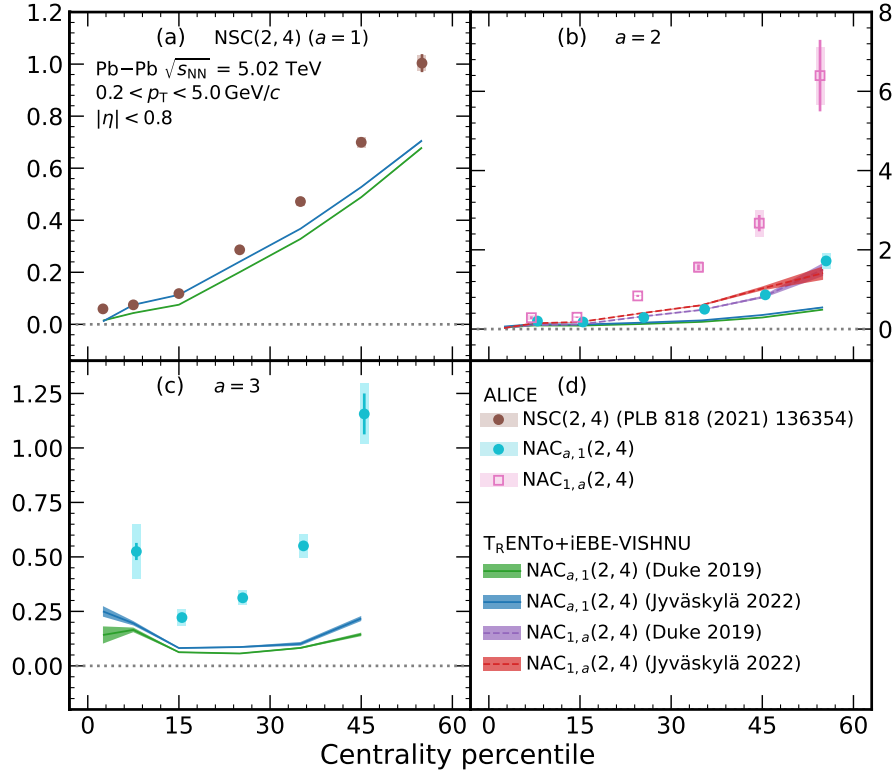 (a) NSC(2, 4) (a = 1)
Pb−Pb √sNN = 5.02 TeV
0.2 < pT < 5.0 GeV/c
|η| < 0.8
1.2
1.0
0.8
0.6
0.4
0.2
0.0
(b) a = 2
8
6
4
2
0
(c) a = 3
1.25
1.00
0.75
0.50
0.25
0.00
0 15 30 45 60
(d)
ALICE
NSC(2, 4) (PLB 818 (2021) 136354)
NACa, 1(2, 4)
NAC1, a(2, 4)
TRENTo+iEBE-VISHNU
NACa, 1(2, 4) (Duke 2019)
NACa, 1(2, 4) (Jyväskylä 2022)
NAC1, a(2, 4) (Duke 2019)
NAC1, a(2, 4) (Jyväskylä 2022)
0 15 30 45 60
Centrality percentile